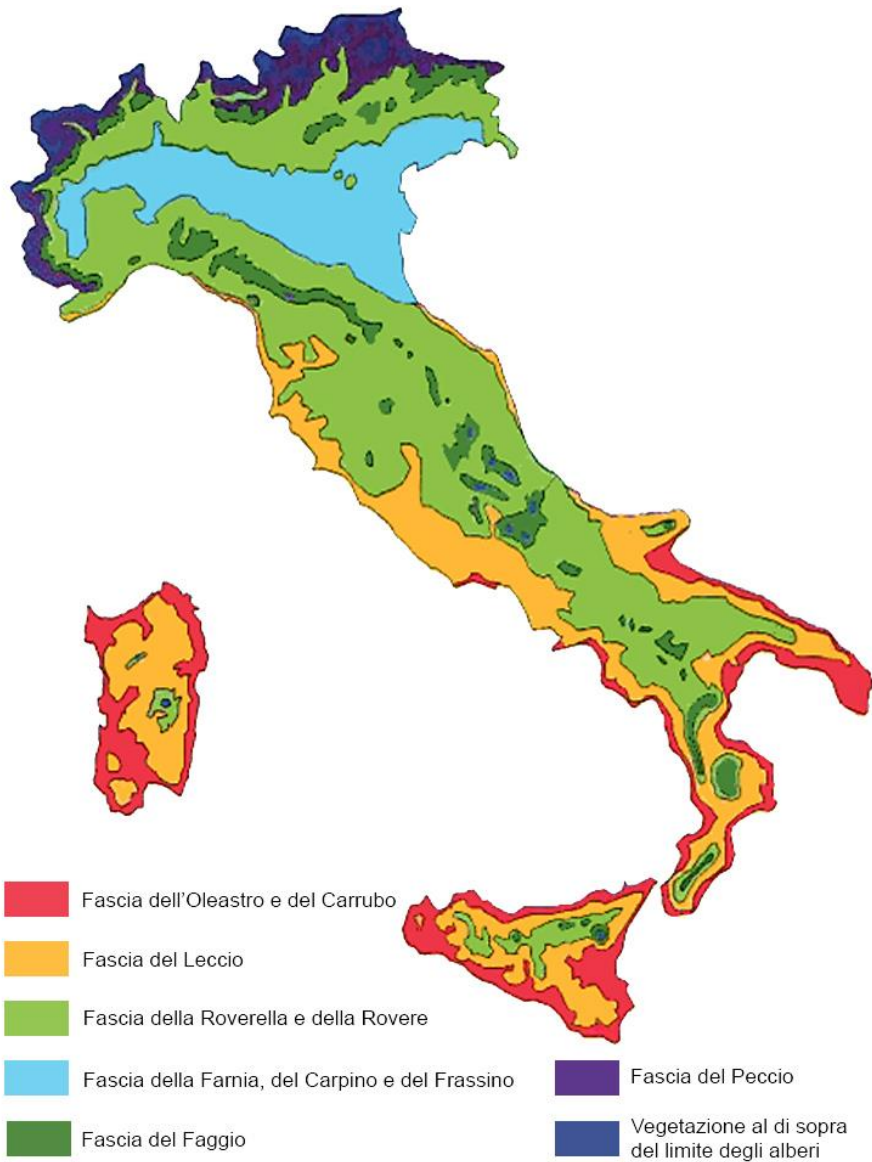 Fascia dell'Oleastro e del Carrubo
Fascia del Leccio
Fascia della Roverella e della Rovere
Fascia della Farnia, del Carpino e del Frassino
Fascia del Faggio
Fascia del Peccio
Vegetazione al di sopra
del limite degli alberi